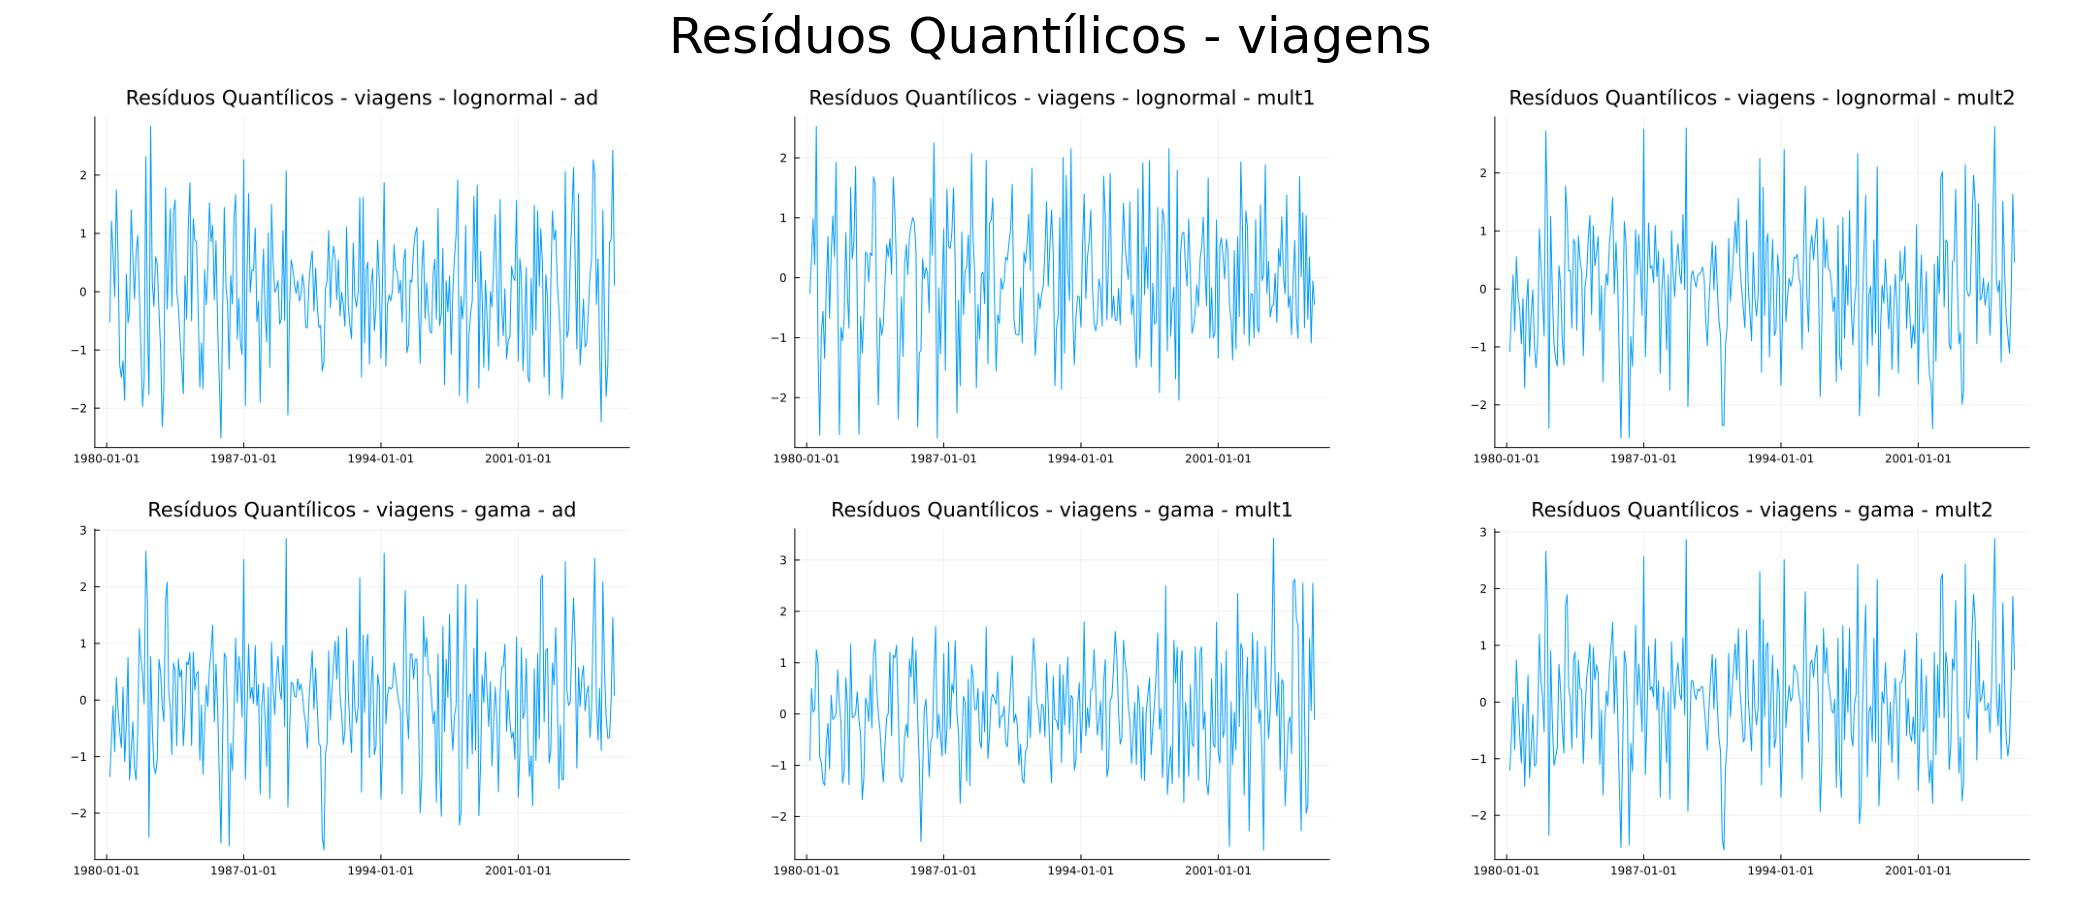 Resíduos Quantílicos - viagens
Resíduos Quantílicos - viagens - lognormal - ad
Resíduos Quantílicos - viagens - lognormal - mult1
Resíduos Quantílicos - viagens - lognormal - mult2
2
1
0
−1
−2
1980-01-01 1987-01-01 1994-01-01 2001-01-01
2
1
0
−1
−2
1980-01-01 1987-01-01 1994-01-01 2001-01-01
2
1
0
−1
−2
1980-01-01 1987-01-01 1994-01-01 2001-01-01
Resíduos Quantílicos - viagens - gama - ad
Resíduos Quantílicos - viagens - gama - mult1
Resíduos Quantílicos - viagens - gama - mult2
3
2
1
0
−1
−2
1980-01-01 1987-01-01 1994-01-01 2001-01-01
3
2
1
0
−1
−2
1980-01-01 1987-01-01 1994-01-01 2001-01-01
3
2
1
0
−1
−2
1980-01-01 1987-01-01 1994-01-01 2001-01-01